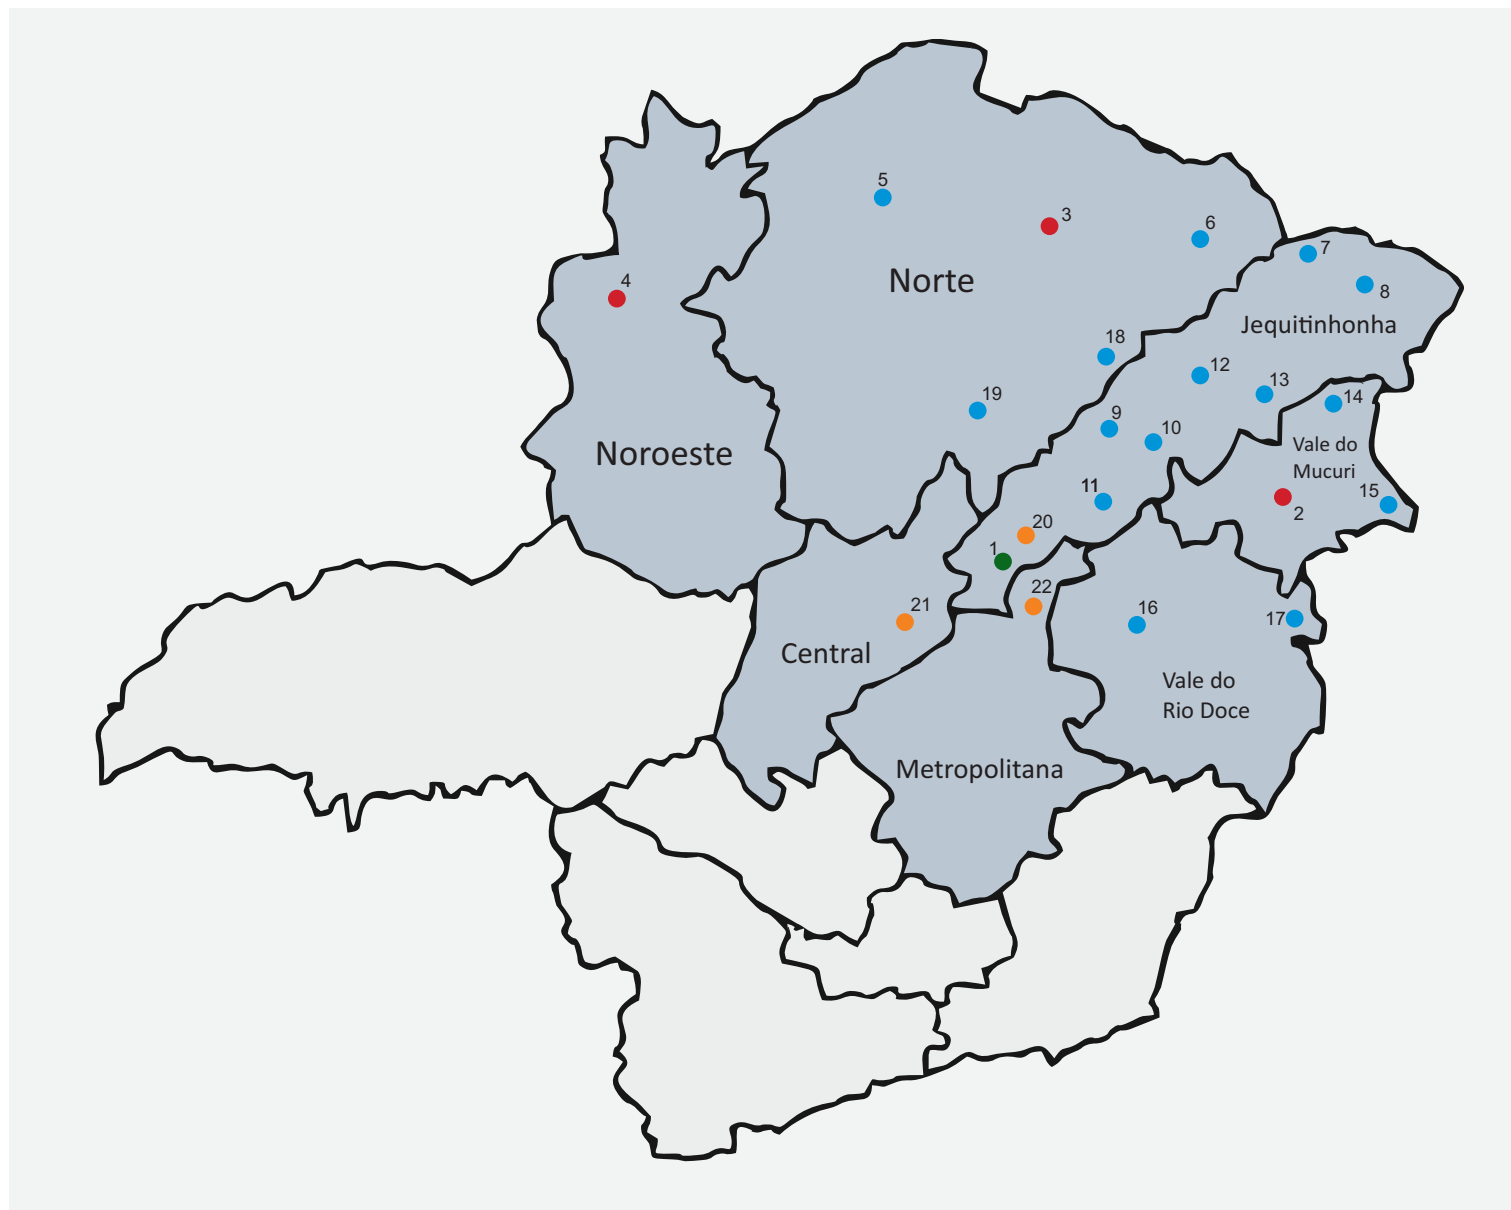 5
3
6
7
Norte
4
8
Jequitinhonha
18
12
13
19
14
9
10
Noroeste
Vale do
Mucuri
11
15
2
20
1
22
21
16
17
Central
Vale do
Rio Doce
Metropolitana